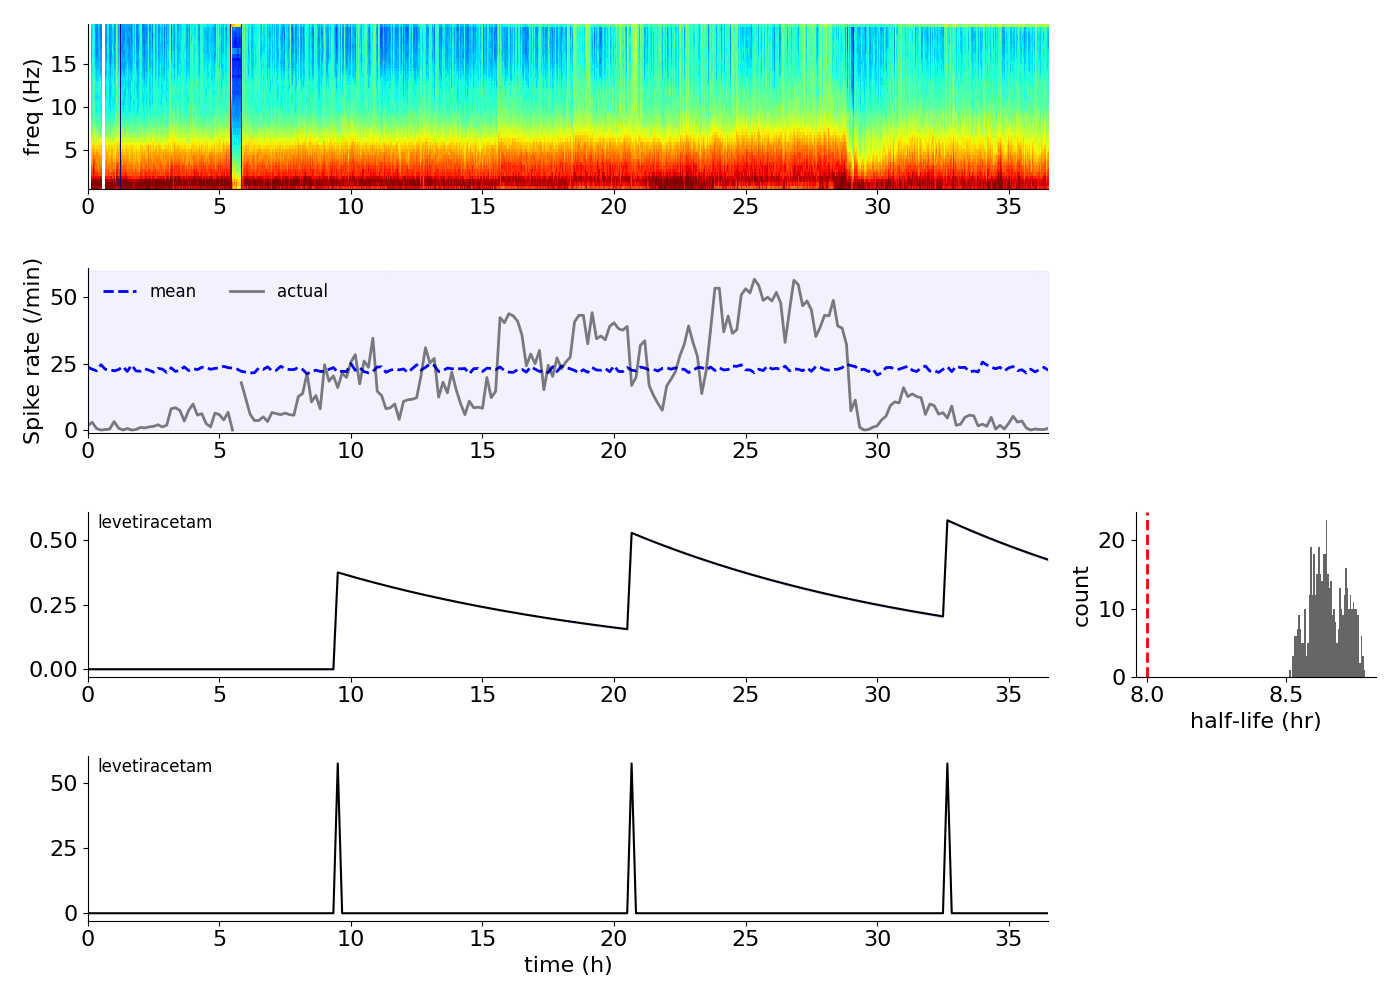 freq (Hz)
15
10
5
0 5 10 15 20 25 30 35
Spike rate (/min)
mean actual
50
25
0
0 5 10 15 20 25 30 35
levetiracetam
0.50
0.25
0.00
0 5 10 15 20 25 30 35
count
20
10
0
8.0 8.5
half-life (hr)
levetiracetam
50
25
0
0 5 10 15 20 25 30 35
time (h)